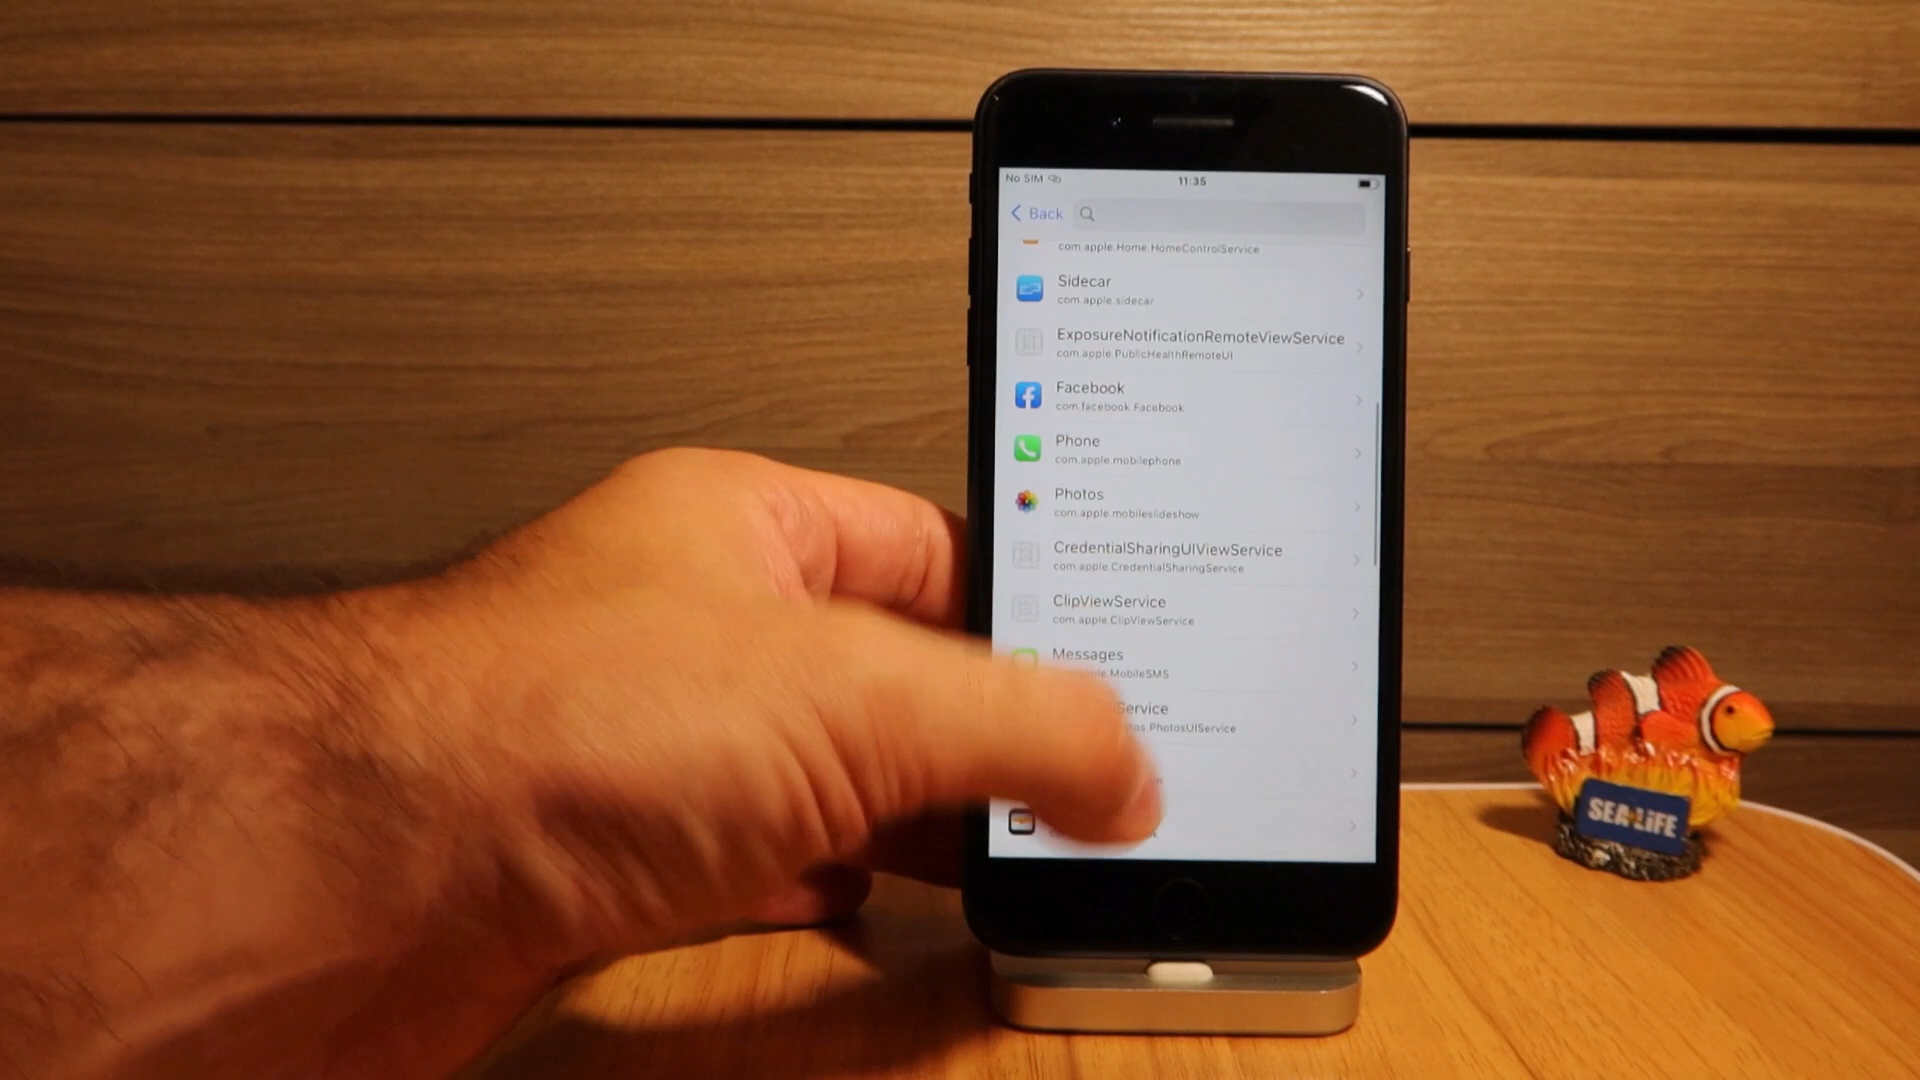 No SIM
11:35
Back
com.apple.Home.HomeControlService
Sidecar
com.apple.sidecar
ExposureNotificationRemoteViewService
com.apple.PublicHealthRemoteUI
Facebook
com.facebook.Facebook
Phone
com.apple.mobilephone
Photos
com.apple.mobileslideshow
CredentialSharingUIViewService
com.apple.CredentialSharingService
ClipViewService
com.apple.ClipViewService
Messages
MobileSMS
Service
PhotosUIService
SEA LIFE